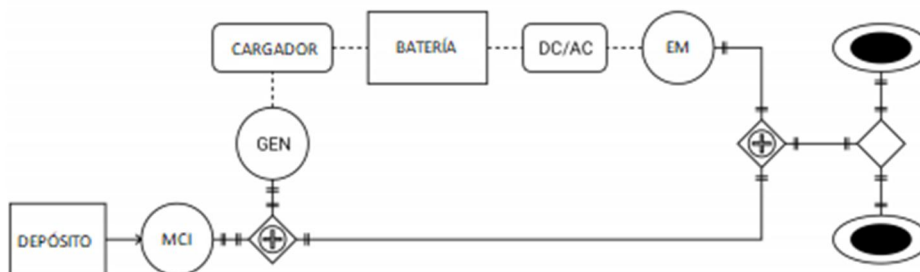 CARGADOR
BATERÍA
DC/AC
EM
GEN
DEPÓSITO
MCI